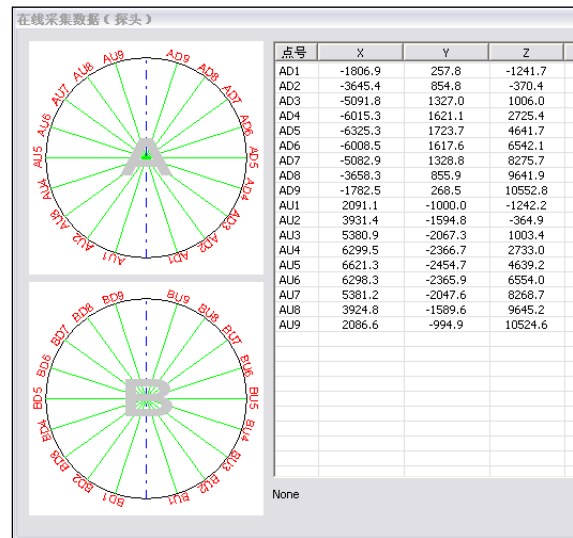 在线采集数据（探头）
AU9 AD9
AU8 AD8
AU7 AD7
AU6 AD6
AU5 A AD5
AU4 AD4
AU3 AD3
AU2 AD2
AU1 AD1
BD9 BU9
BD8 BU8
BD7 BU7
BD6 BU6
BD5 B BU5
BD4 BU4
BD3 BU3
BD2 BU2
BD1 BU1
点号 X Y Z
AD1 -1806.9 257.8 -1241.7
AD2 -3645.4 854.8 -370.4
AD3 -5091.8 1327.0 1006.0
AD4 -6015.3 1621.1 2725.4
AD5 -6325.3 1723.7 4641.7
AD6 -6008.5 1617.6 6542.1
AD7 -5082.9 1328.8 8275.7
AD8 -3658.3 855.9 9641.9
AD9 -1782.5 268.5 10552.8
AU1 2091.1 -1000.0 -1242.2
AU2 3931.4 -1594.8 -364.9
AU3 5380.9 -2067.3 1003.4
AU4 6299.5 -2366.7 2733.0
AU5 6621.3 -2454.7 4639.2
AU6 6298.3 -2365.9 6554.0
AU7 5381.2 -2047.6 8268.7
AU8 3924.8 -1589.6 9645.2
AU9 2086.6 -994.9 10524.6
None